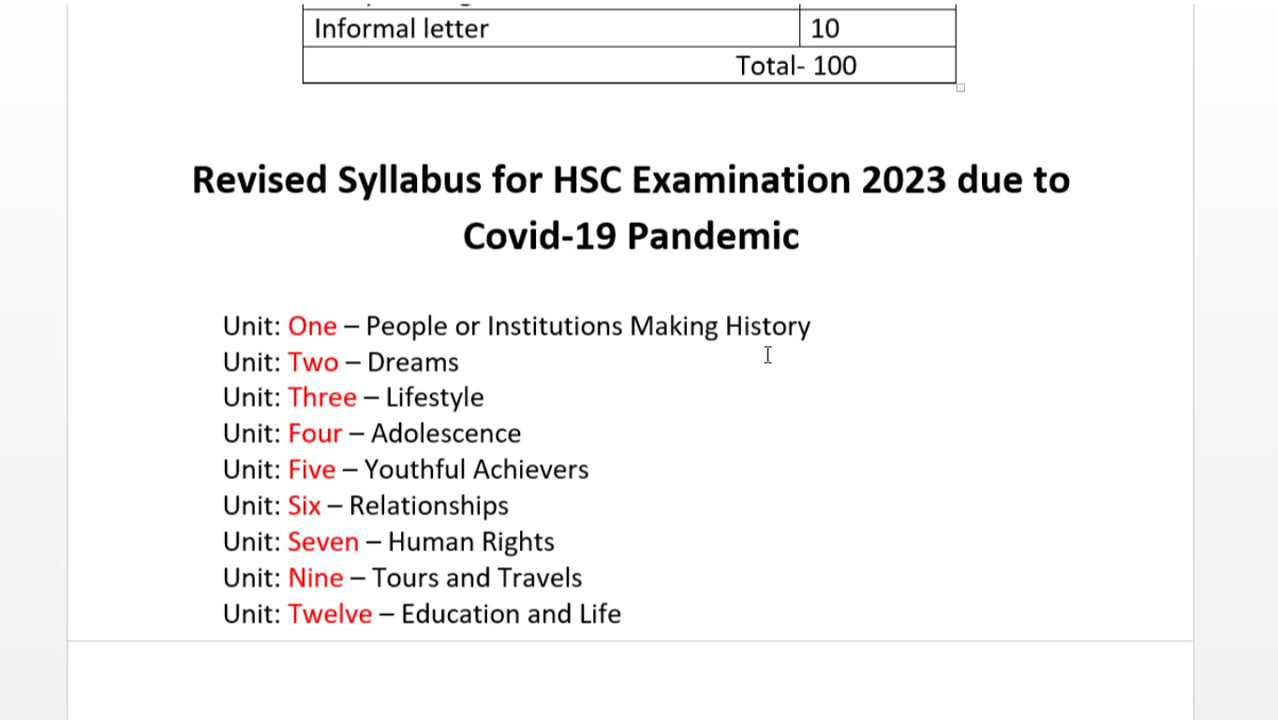 Informal letter 10
Total- 100
Revised Syllabus for HSC Examination 2023 due to
Covid-19 Pandemic
Unit: One – People or Institutions Making History
Unit: Two – Dreams
Unit: Three – Lifestyle
Unit: Four – Adolescence
Unit: Five – Youthful Achievers
Unit: Six – Relationships
Unit: Seven – Human Rights
Unit: Nine – Tours and Travels
Unit: Twelve – Education and Life